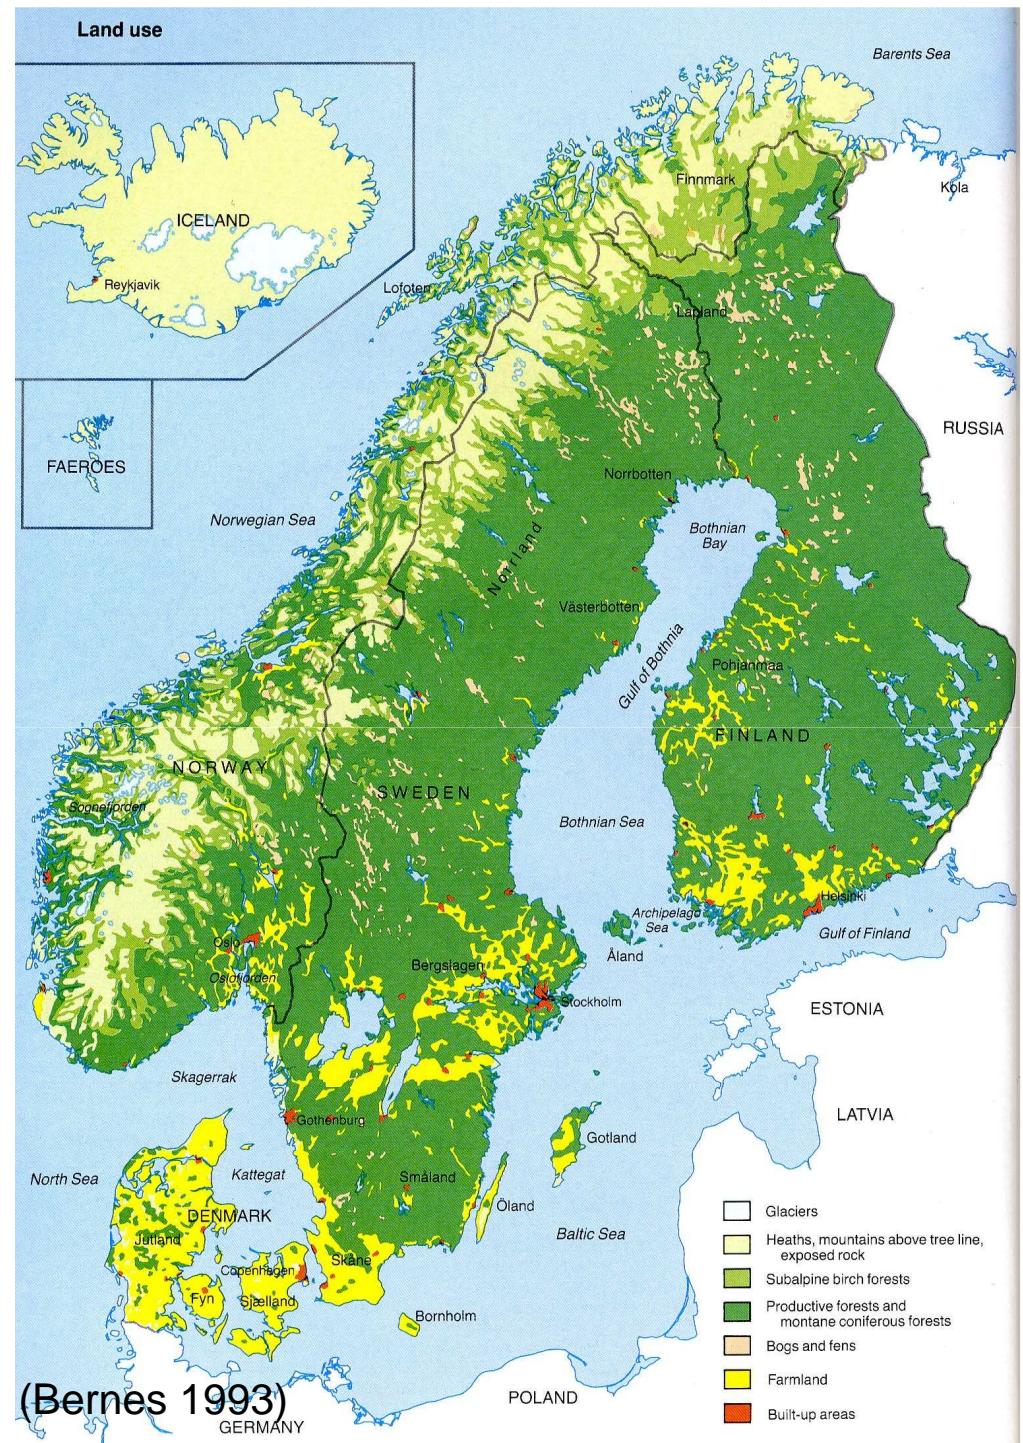 Land use
Barents Sea
ICELAND
Reykjavik
Finnmark
Kola
Lofoten
Lapland
FAEROES
RUSSIA
Norrbotten
Norwegian Sea
Bothnian
Bay
Norrland
Västerbotten
Gulf of Bothnia
Pohjanmaa
FINLAND
NORWAY
SWEDEN
Sognefjorden
Bothnian Sea
Helsinki
Archipelago
Sea
Gulf of Finland
Oslo
Åland
Bergslagen
Oslofjorden
Stockholm
ESTONIA
Skagerrak
LATVIA
Gothenburg
Gotland
North Sea
Kattegat
Småland
Öland
DENMARK
Baltic Sea
Jutland
Skåne
Copenhagen
Fyn
Sjælland
Bornholm
Glaciers
Heaths, mountains above tree line,
exposed rock
Subalpine birch forests
Productive forests and
montane coniferous forests
Bogs and fens
Farmland
Built-up areas
(Bernes 1993)
POLAND
GERMANY